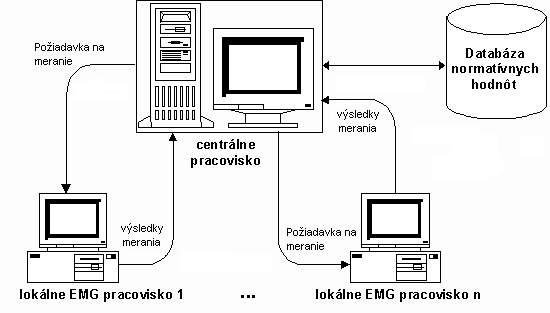 Požiadavka na
meranie
Databáza
normatívnych
hodnôt
výsledky
merania
centrálne
pracovisko
výsledky
merania
Požiadavka na
meranie
lokálne EMG pracovisko 1
...
lokálne EMG pracovisko n